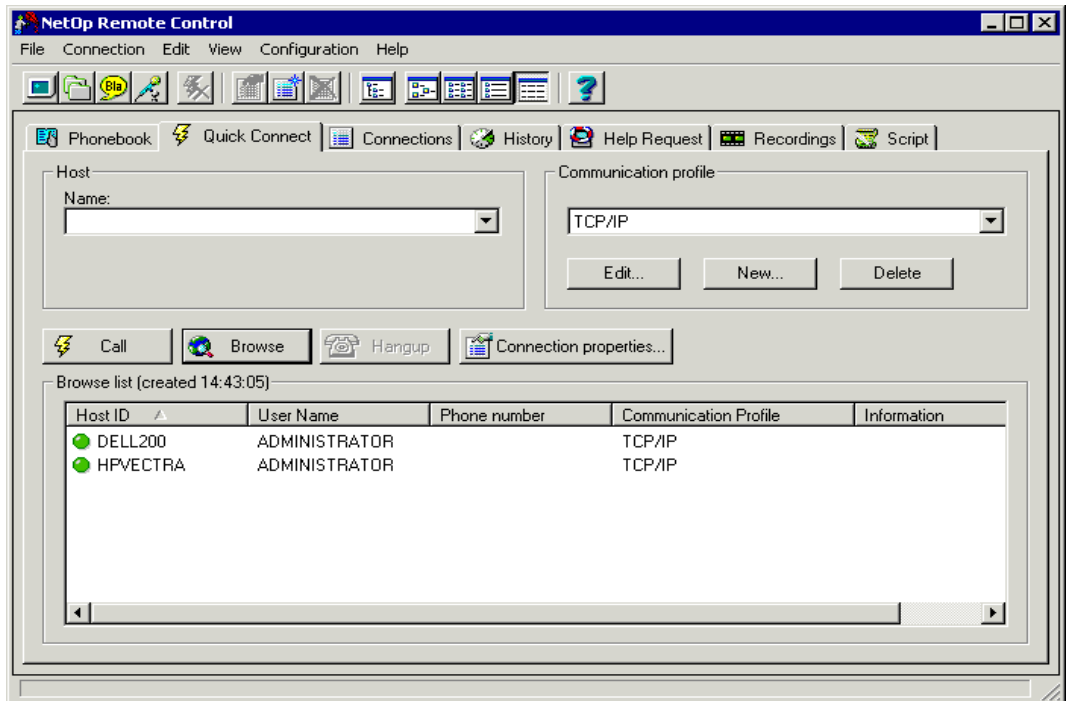 NetOp Remote Control
File Connection Edit View Configuration Help
Bla
Phonebook Quick Connect Connections History Help Request Recordings Script
Host Communication profile
Name:
TCP/IP
Edit... New... Delete
Call Browse Hangup Connection properties...
Browse list (created 14:43:05)
Host ID User Name Phone number Communication Profile Information
DELL200 ADMINISTRATOR TCP/IP
HPVECTRA ADMINISTRATOR TCP/IP